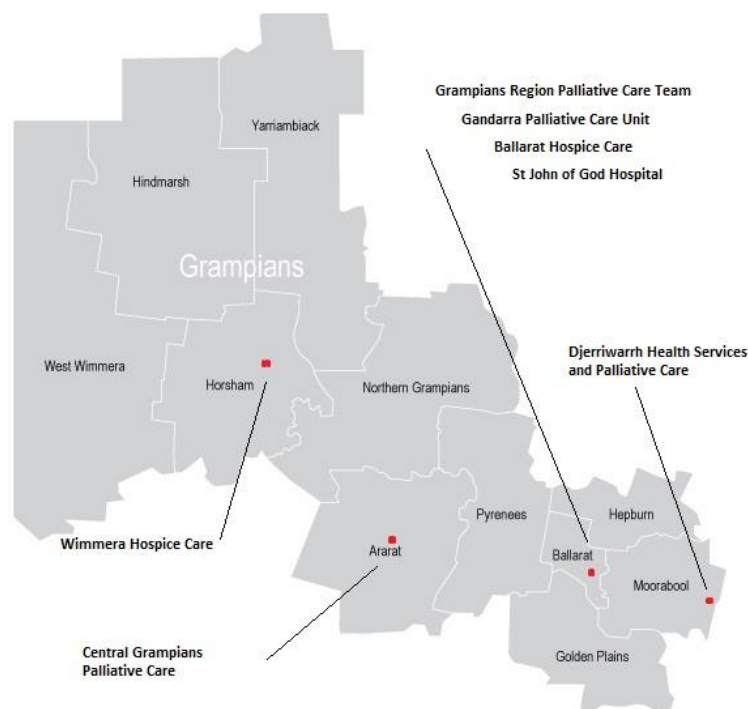 Grampians Region Palliative Care Team
Gandarra Palliative Care Unit
Ballarat Hospice Care
St John of God Hospital
Yarriambiack
Hindmarsh
Grampians
Djerriwarrh Health Services
and Palliative Care
West Wimmera
Horsham
Northern Grampians
Wimmera Hospice Care
Pyrenees
Hepburn
Ararat
Ballarat
Moorabool
Central Grampians
Palliative Care
Golden Plains